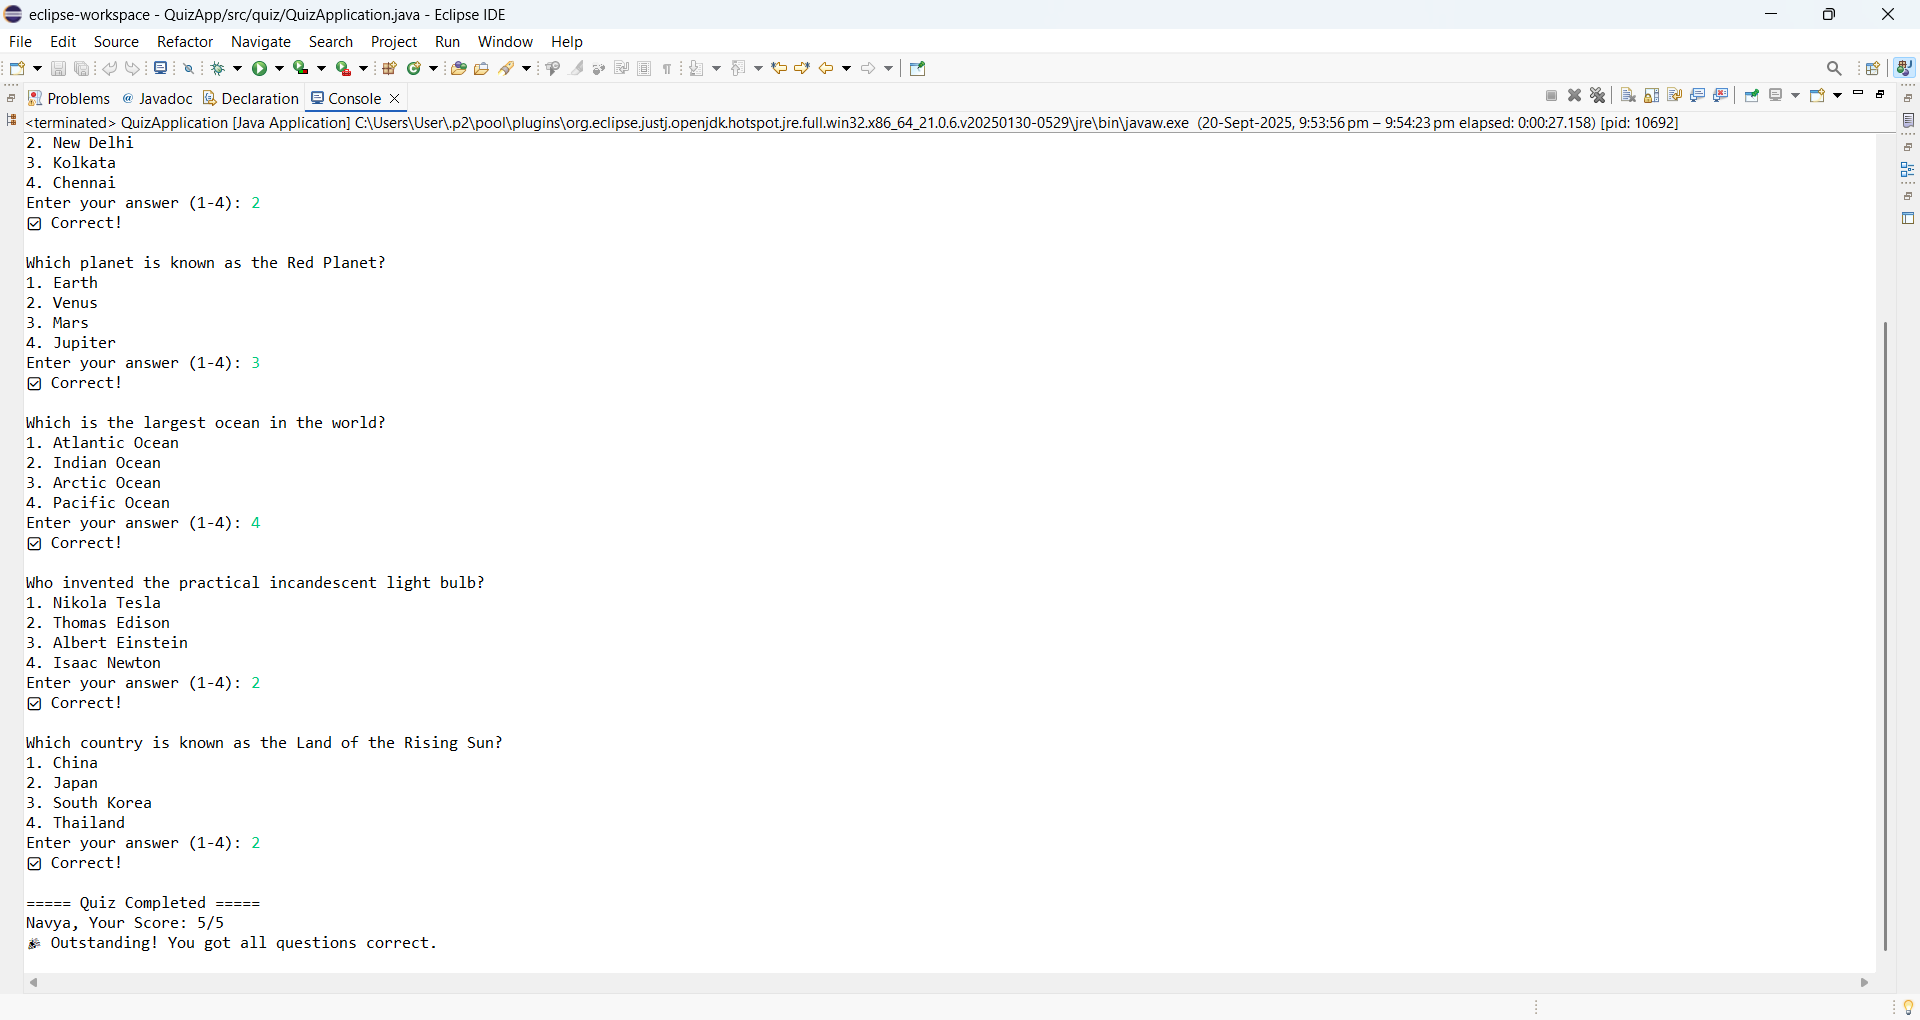 eclipse-workspace - QuizApp/src/quiz/QuizApplication.java - Eclipse IDE
File Edit Source Refactor Navigate Search Project Run Window Help
Problems @ Javadoc Declaration Console
<terminated> QuizApplication [Java Application] C:\Users\User\.p2\pool\plugins\org.eclipse.justj.openjdk.hotspot.jre.full.win32.x86_64_21.0.6.v20250130-0529\jre\bin\javaw.exe (20-Sept-2025, 9:53:56 pm – 9:54:23 pm elapsed: 0:00:27.158) [pid: 10692]
2. New Delhi
3. Kolkata
4. Chennai
Enter your answer (1-4): 2
☑ Correct!
Which planet is known as the Red Planet?
1. Earth
2. Venus
3. Mars
4. Jupiter
Enter your answer (1-4): 3
☑ Correct!
Which is the largest ocean in the world?
1. Atlantic Ocean
2. Indian Ocean
3. Arctic Ocean
4. Pacific Ocean
Enter your answer (1-4): 4
☑ Correct!
Who invented the practical incandescent light bulb?
1. Nikola Tesla
2. Thomas Edison
3. Albert Einstein
4. Isaac Newton
Enter your answer (1-4): 2
☑ Correct!
Which country is known as the Land of the Rising Sun?
1. China
2. Japan
3. South Korea
4. Thailand
Enter your answer (1-4): 2
☑ Correct!
===== Quiz Completed =====
Navya, Your Score: 5/5
🎉 Outstanding! You got all questions correct.